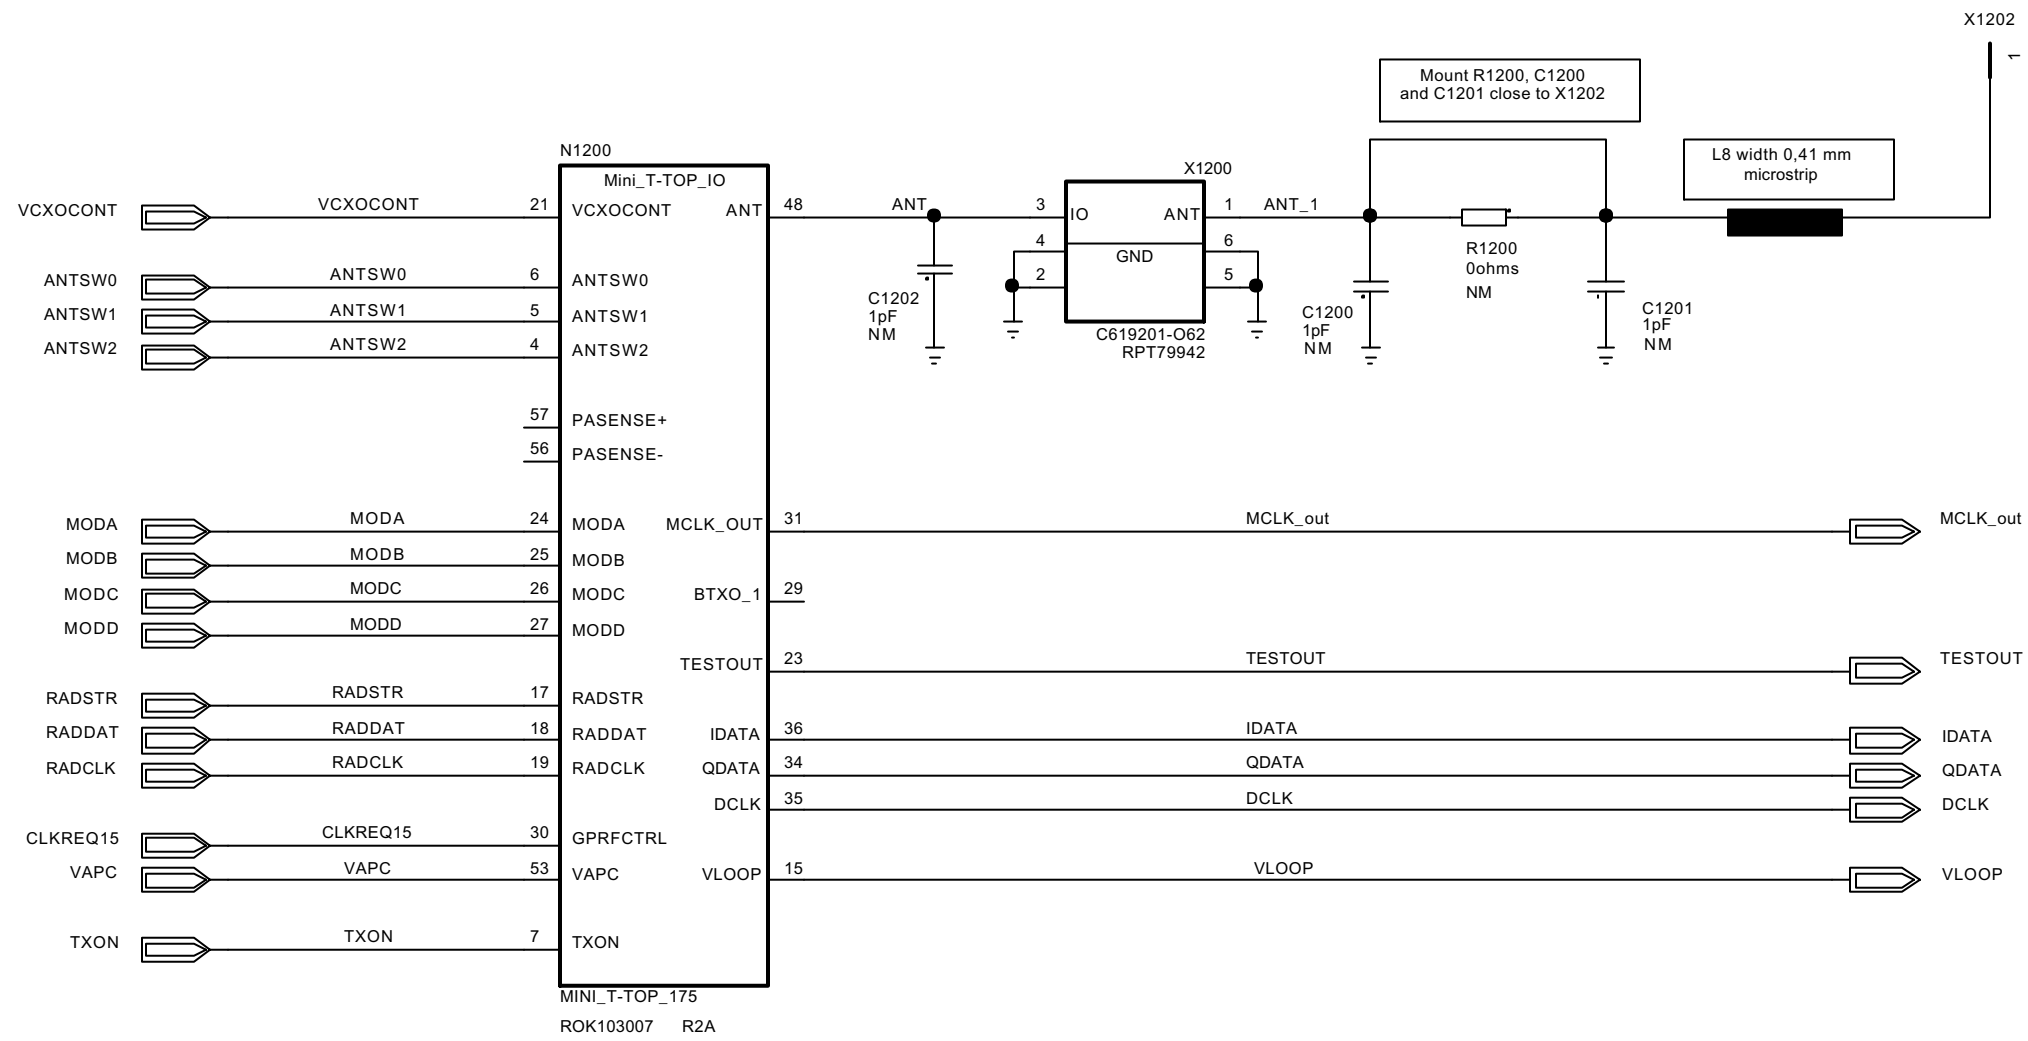 X1202
1
Mount R1200, C1200
and C1201 close to X1202
L8 width 0,41 mm
microstrip
N1200
Mini_T-TOP_IO
X1200
VCXOCONT VCXOCONT 21 VCXOCONT ANT 48 ANT 3 IO ANT 1 ANT_1
4 GND 6
2 5
R1200
0ohms
NM
C1202
1pF
NM
C1200
1pF
NM
C1201
1pF
NM
C619201-O62
RPT79942
ANTSW0 ANTSW0 6 ANTSW0
ANTSW1 ANTSW1 5 ANTSW1
ANTSW2 ANTSW2 4 ANTSW2
57 PASENSE+
56 PASENSE-
MODA MODA 24 MODA MCLK_OUT 31 MCLK_out MCLK_out
MODB MODB 25 MODB
MODC MODC 26 MODC BTXO_1 29
MODD MODD 27 MODD
TESTOUT 23 TESTOUT TESTOUT
RADSTR RADSTR 17 RADSTR
RADDAT RADDAT 18 RADDAT IDATA 36 IDATA IDATA
RADCLK RADCLK 19 RADCLK QDATA 34 QDATA QDATA
DCLK 35 DCLK DCLK
CLKREQ15 CLKREQ15 30 GPRFCTRL
VAPC VAPC 53 VAPC VLOOP 15 VLOOP VLOOP
TXON TXON 7 TXON
MINI_T-TOP_175
ROK103007 R2A